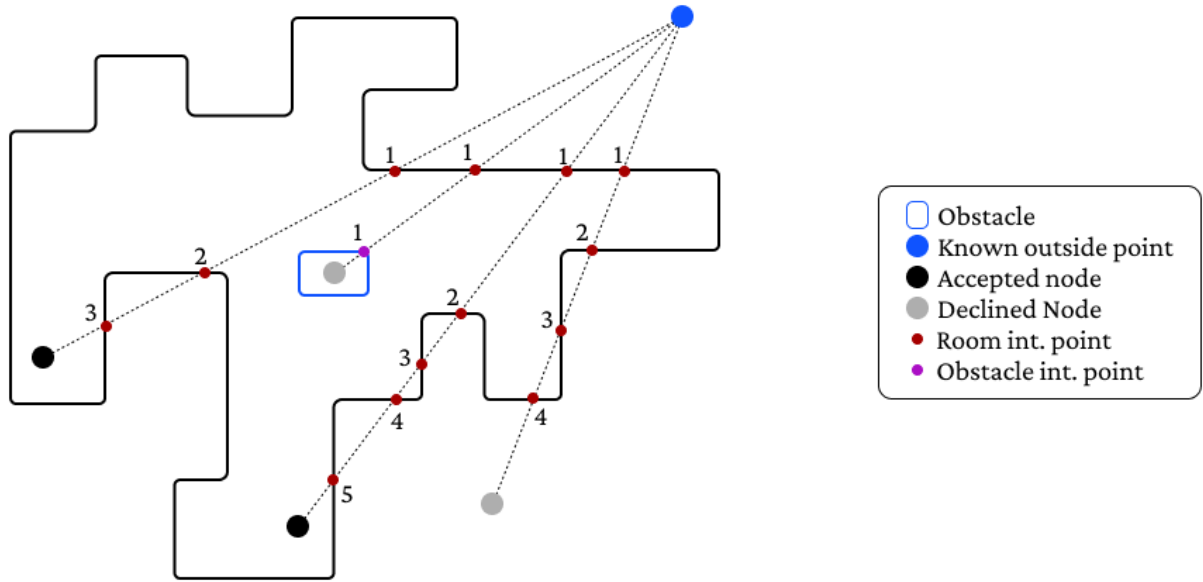 1
1
1
1
2
1
2
2
3
3
3
4
4
5
Obstacle
Known outside point
Accepted node
Declined Node
Room int. point
Obstacle int. point